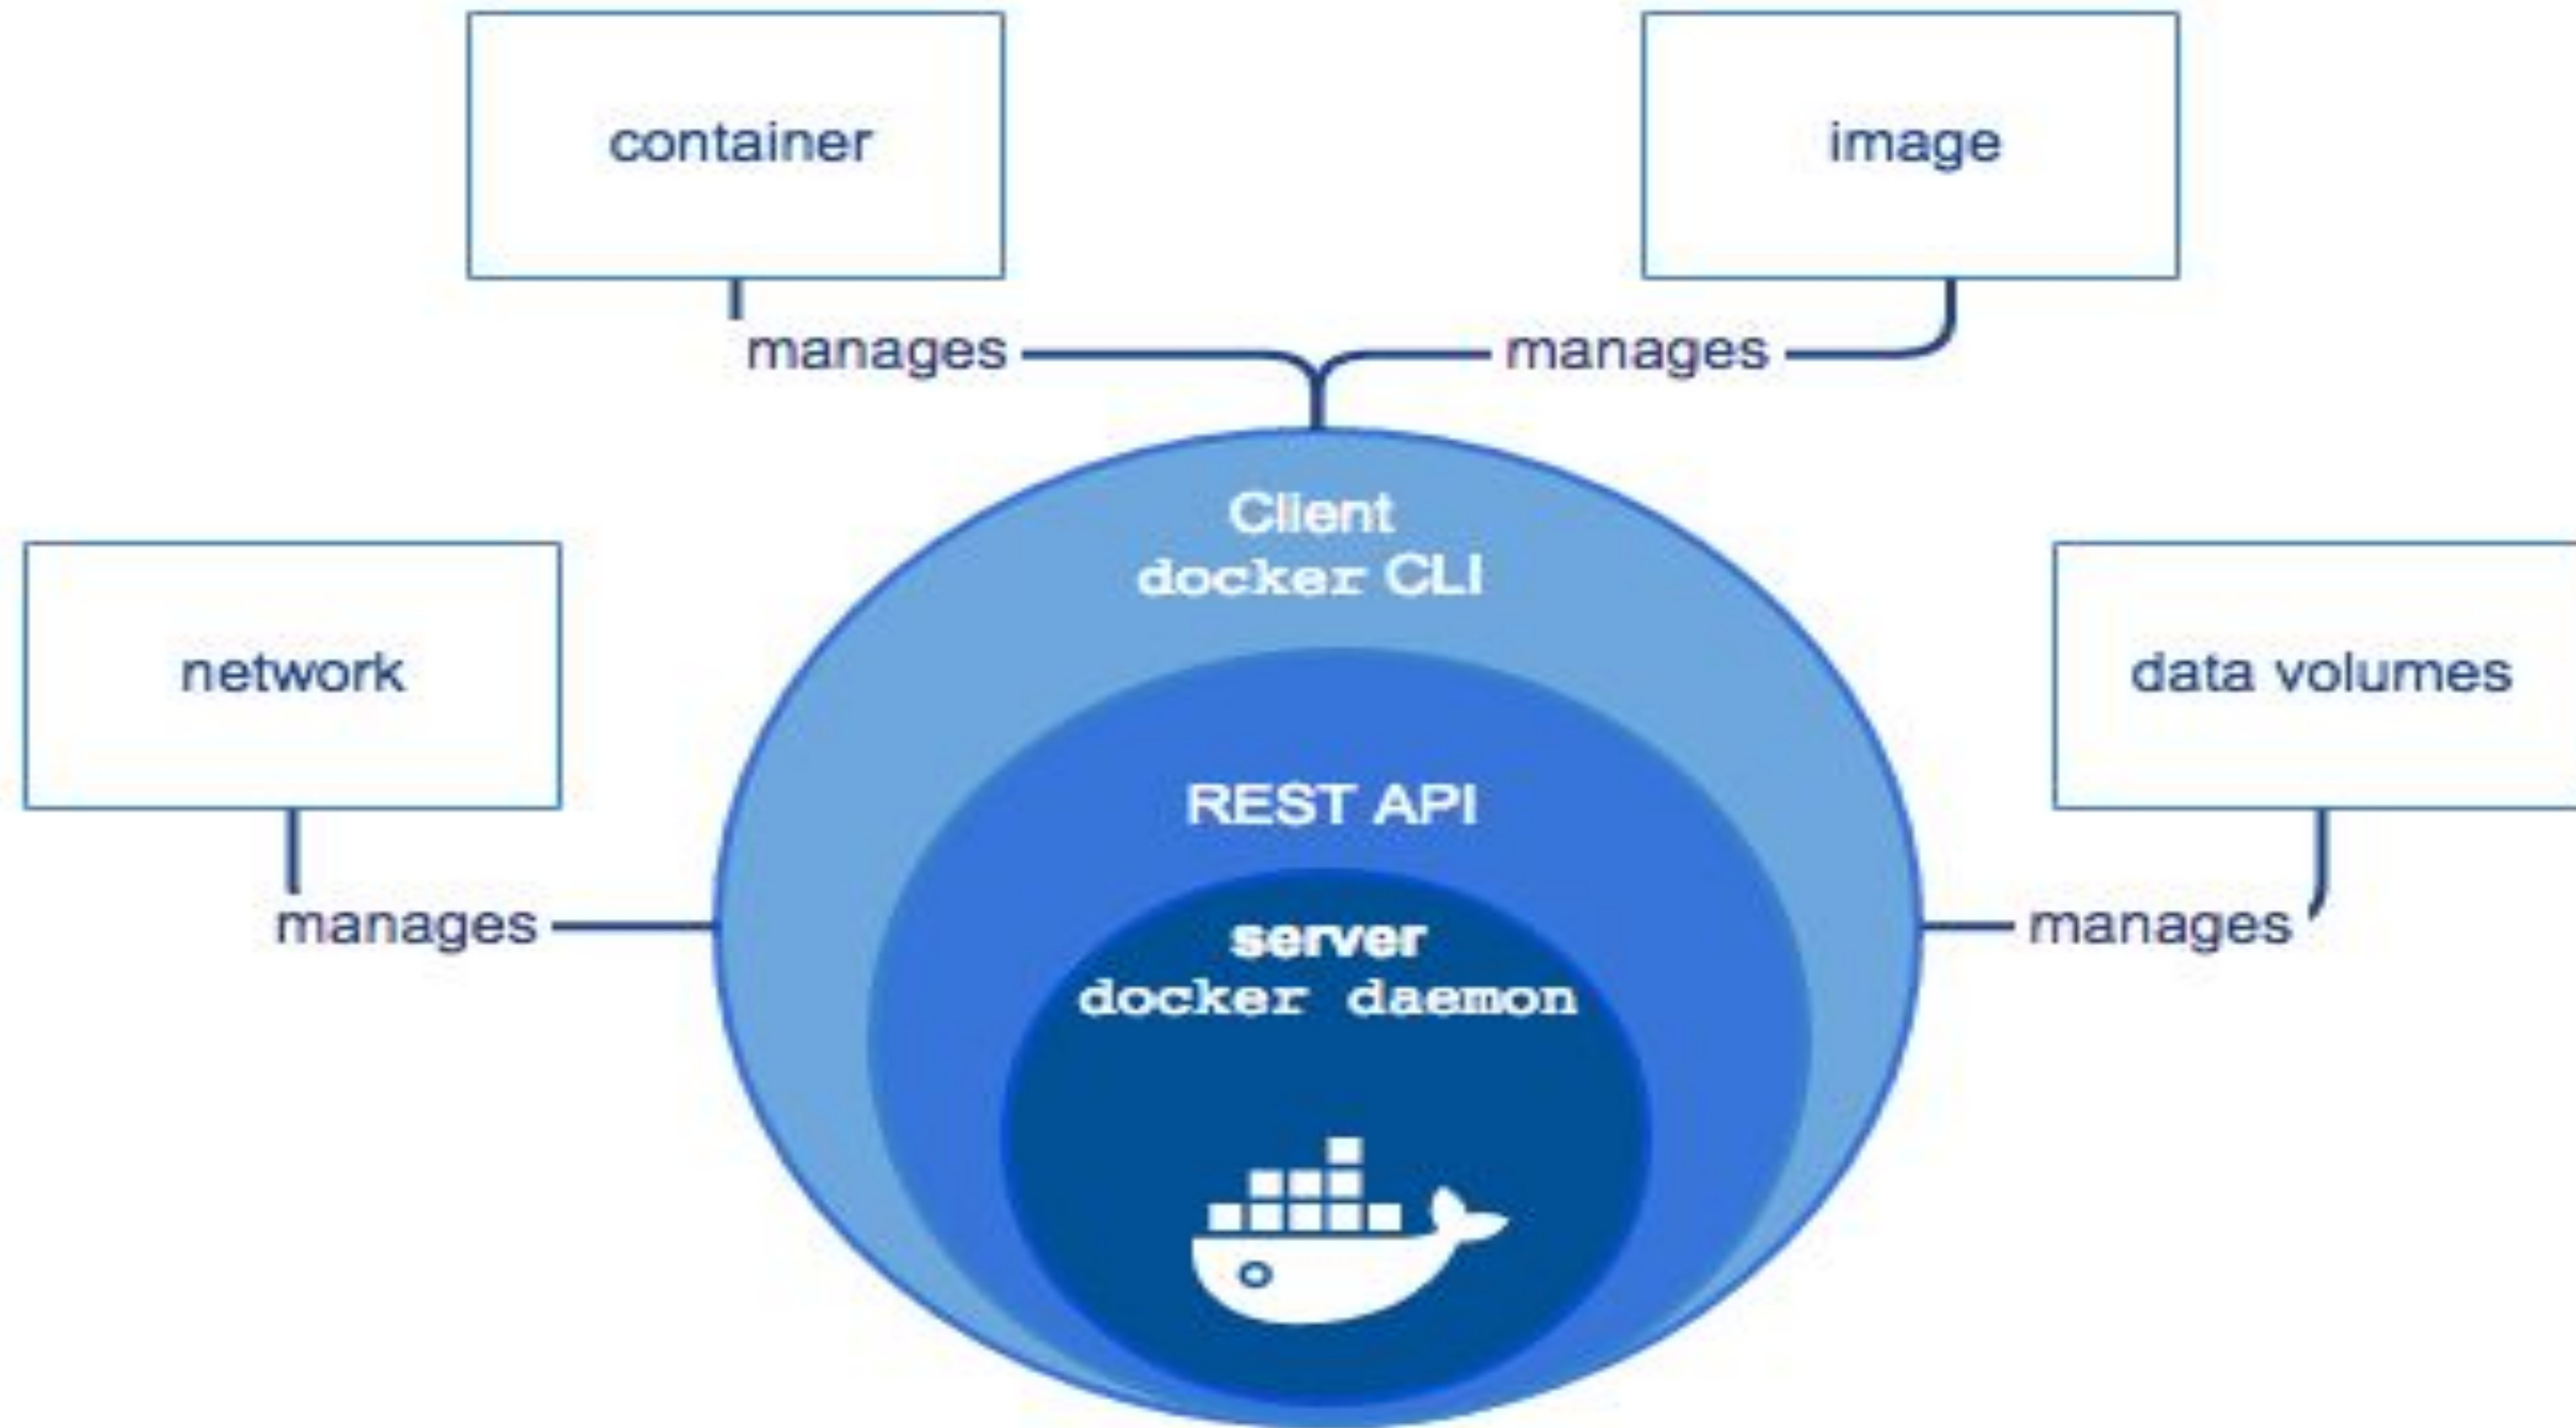 container
image
manages
manages
Client
docker CLI
network
data volumes
REST API
manages
server
docker daemon
manages